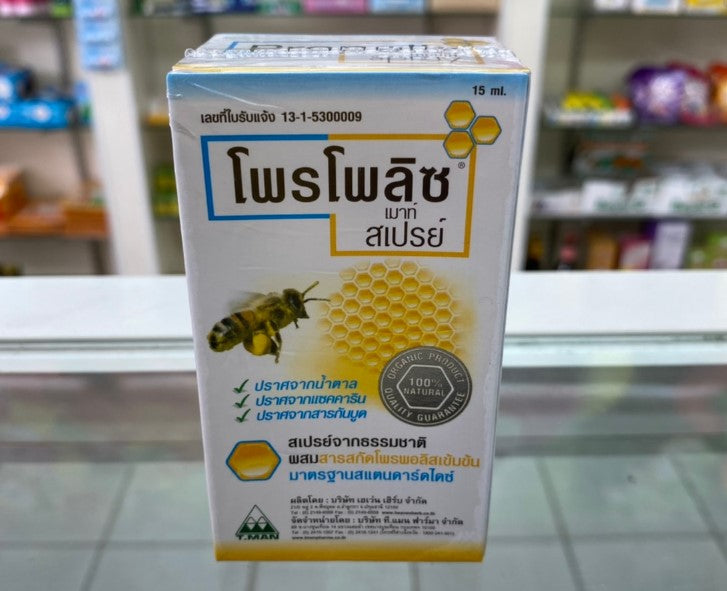 15 ml.
เลขที่ใบรับแจ้ง 13-1-5300009
โพรโพลิซ®
เมาท์
สเปรย์
ORGANIC PRODUCT
100%
NATURAL
QUALITY GUARANTEE
✓ ปราศจากน้ำตาล
✓ ปราศจากแซคคาริน
✓ ปราศจากสารกันบูด
สเปรย์จากธรรมชาติ
ผสมสารสกัดโพรพอลิสเข้มข้น
มาตรฐานสแตนดาร์ดไดซ์
ผลิตโดย : บริษัท เฮเว่น เฮิร์บ จำกัด
จัดจำหน่ายโดย : บริษัท ที.แมน ฟาร์มา จำกัด
T.MAN